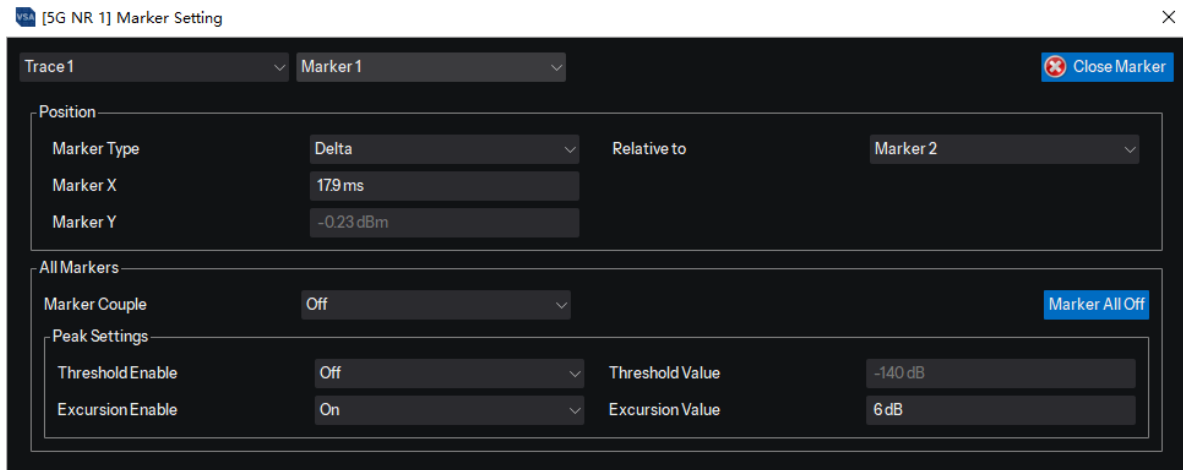 VSA [5G NR 1] Marker Setting
Trace 1 Marker 1 Close Marker
Position
Marker Type Delta Relative to Marker 2
Marker X 17.9 ms
Marker Y -0.23 dBm
All Markers
Marker Couple Off Marker All Off
Peak Settings
Threshold Enable Off Threshold Value -140 dB
Excursion Enable On Excursion Value 6 dB